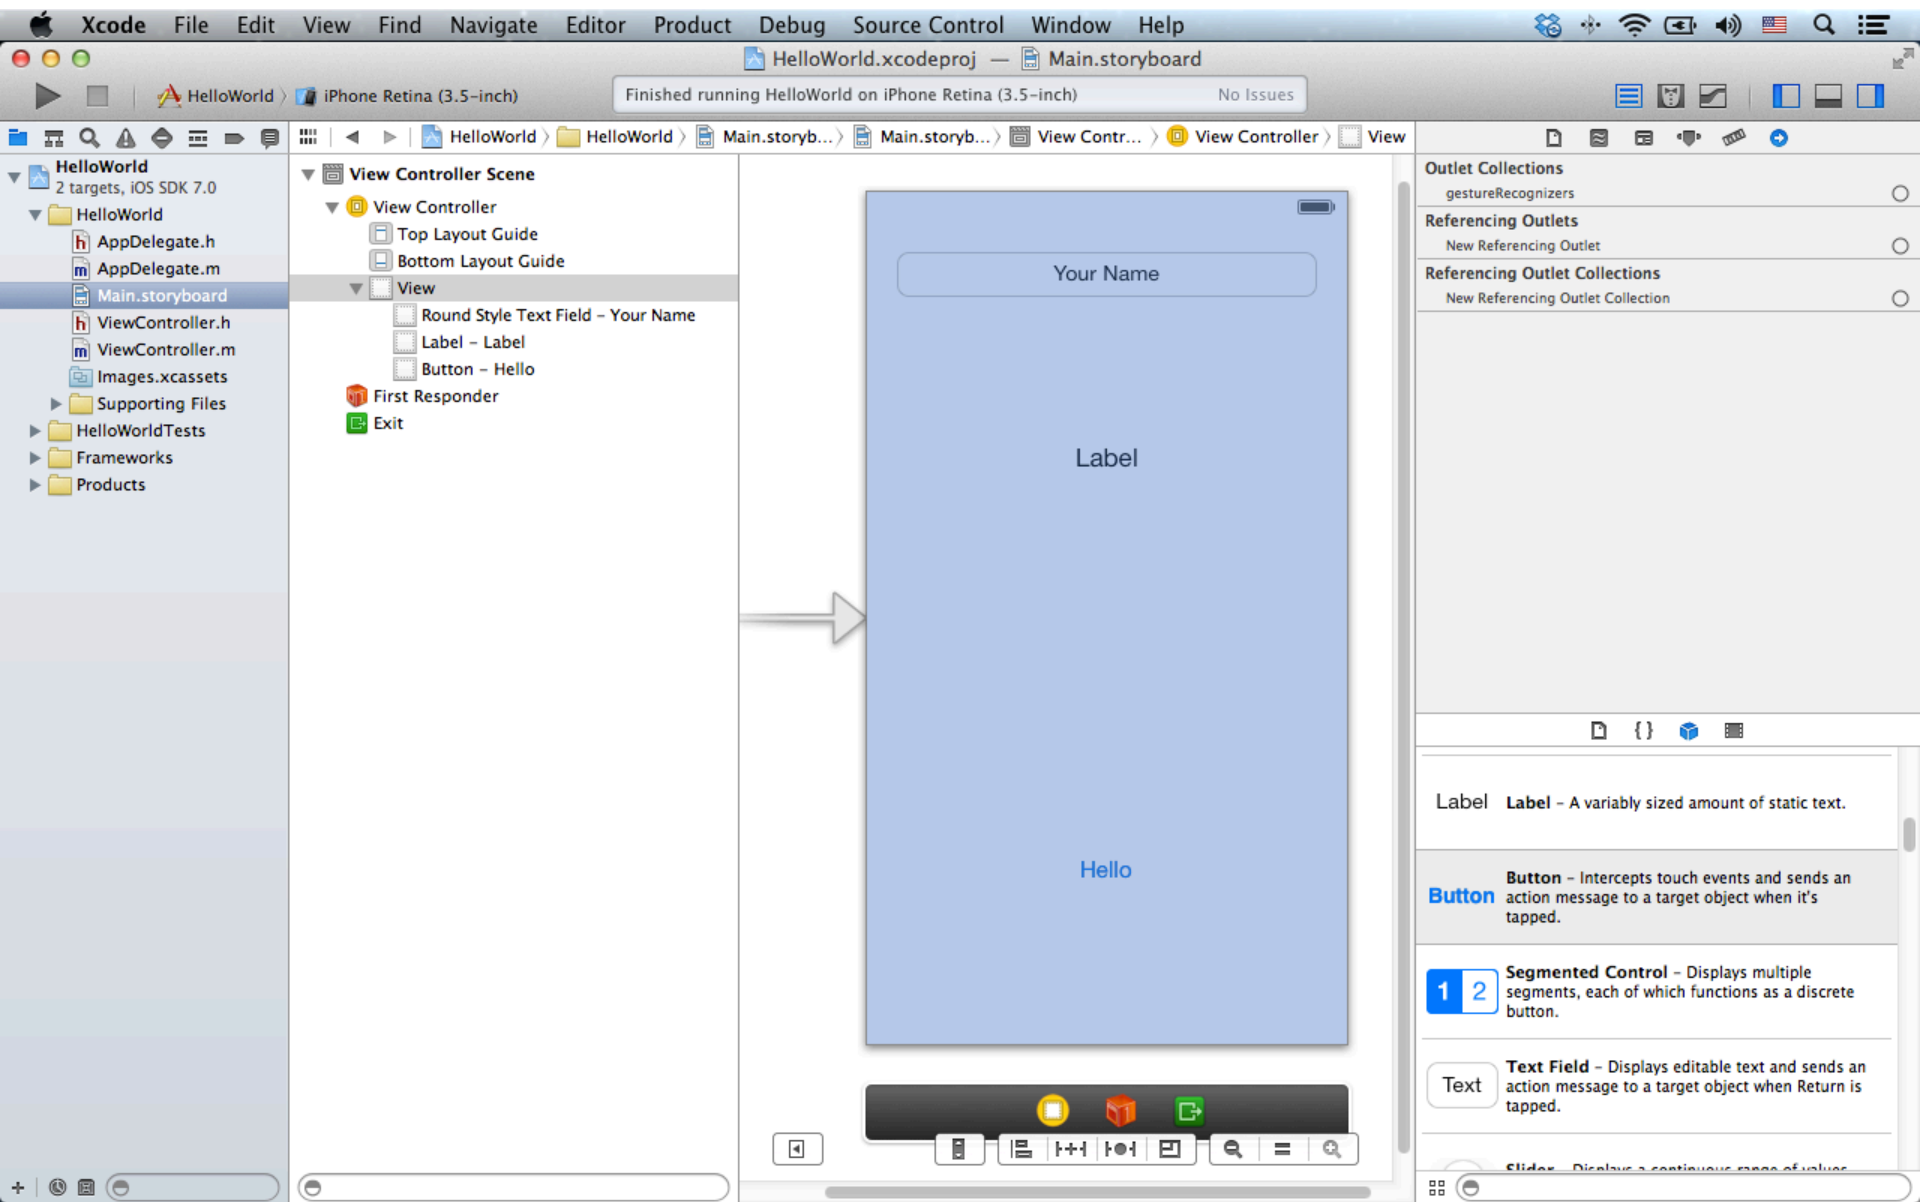 Xcode File Edit View Find Navigate Editor Product Debug Source Control Window Help
HelloWorld.xcodeproj — Main.storyboard
HelloWorld iPhone Retina (3.5-inch)
Finished running HelloWorld on iPhone Retina (3.5-inch) No Issues
HelloWorld HelloWorld Main.storyb... Main.storyb... View Contr... View Controller View
HelloWorld
2 targets, iOS SDK 7.0
HelloWorld
AppDelegate.h
AppDelegate.m
Main.storyboard
ViewController.h
ViewController.m
Images.xcassets
Supporting Files
HelloWorldTests
Frameworks
Products
View Controller Scene
View Controller
Top Layout Guide
Bottom Layout Guide
View
Round Style Text Field – Your Name
Label – Label
Button – Hello
First Responder
Exit
Your Name
Label
Hello
Outlet Collections
gestureRecognizers
Referencing Outlets
New Referencing Outlet
Referencing Outlet Collections
New Referencing Outlet Collection
Label Label – A variably sized amount of static text.
Button – Intercepts touch events and sends an
Button action message to a target object when it's
tapped.
Segmented Control – Displays multiple
1 2 segments, each of which functions as a discrete
button.
Text Field – Displays editable text and sends an
Text action message to a target object when Return is
tapped.
Slider – Displays a continuous range of values